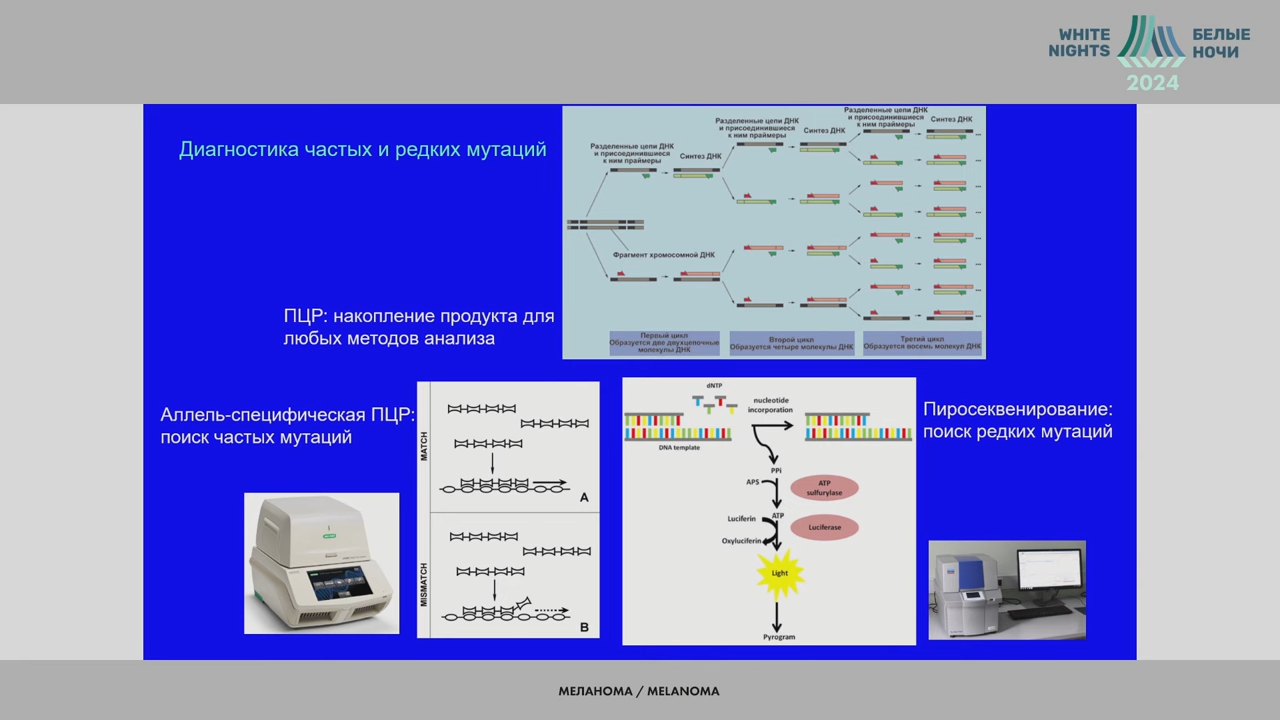 WHITE
NIGHTS
БЕЛЫЕ
НОЧИ
2024
Диагностика частых и редких мутаций
Разделенные цепи ДНК
и присоединившиеся
к ним праймеры
Синтез ДНК
Разделенные цепи ДНК
и присоединившиеся
к ним праймеры
Синтез ДНК
Разделенные цепи ДНК
и присоединившиеся
к ним праймеры
Синтез ДНК
Фрагмент хромосомной ДНК
Первый цикл
Образуется две двухцепочные
молекулы ДНК
Второй цикл
Образуется четыре молекулы ДНК
Третий цикл
Образуется восемь молекул ДНК
ПЦР: накопление продукта для
любых методов анализа
Аллель-специфическая ПЦР:
поиск частых мутаций
MATCH
A
MISMATCH
B
dNTP
nucleotide
incorporation
DNA template
PPi
APS
ATP
sulfurylase
ATP
Luciferin
Luciferase
Oxyluciferin
Light
Pyrogram
Пиросеквенирование:
поиск редких мутаций
МЕЛАНОМА / MELANOMA